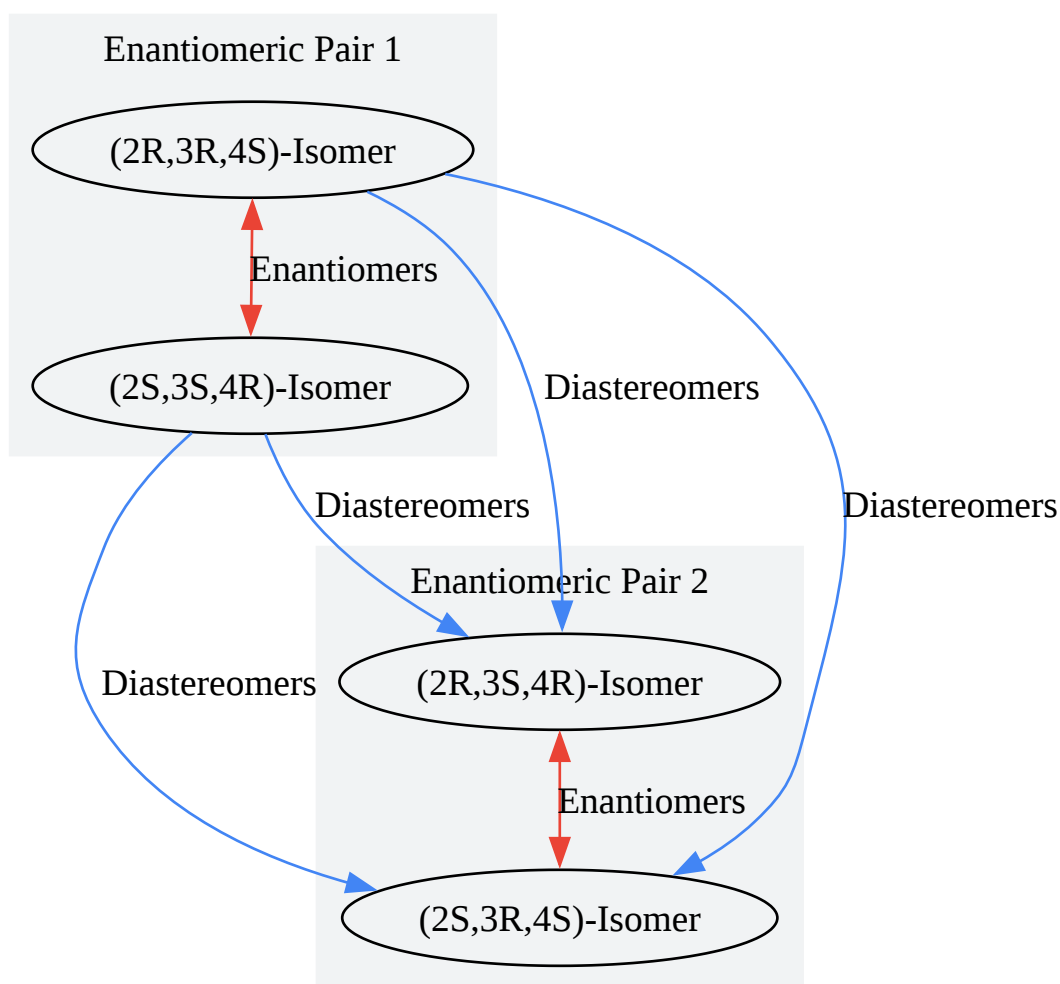 Enantiomeric Pair 1
(2R,3R,4S)-Isomer
Enantiomers
(2S,3S,4R)-Isomer
Diastereomers
Diastereomers
Diastereomers
Enantiomeric Pair 2
(2R,3S,4R)-Isomer
Diastereomers
Enantiomers
(2S,3R,4S)-Isomer